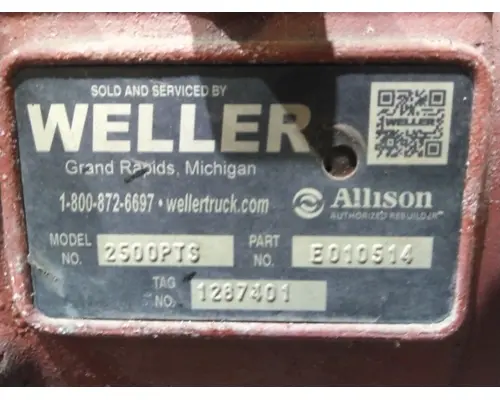 SOLD AND SERVICED BY
WELLER
WELLER
Grand Rapids, Michigan
1-800-872-6697 • wellertruck.com
Allison
AUTHORIZED REBUILDER
MODEL NO. 2500PTS
PART NO. E010514
TAG NO. 1287401